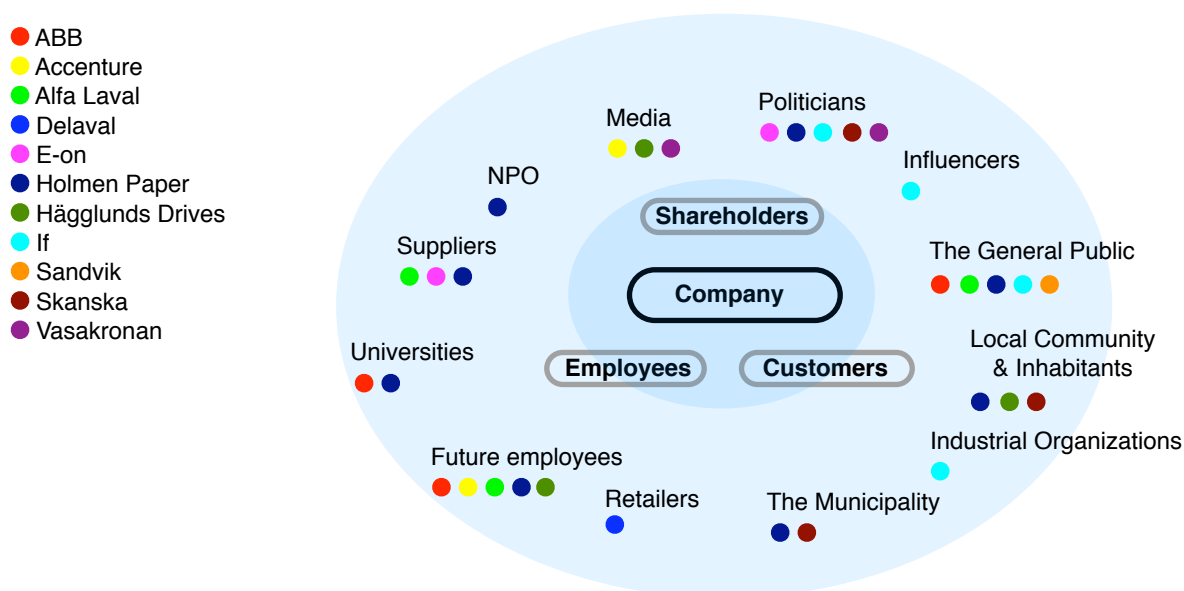 ABB
Accenture
Alfa Laval
Delaval
E-on
Holmen Paper
Hägglunds Drives
If
Sandvik
Skanska
Vasakronan
Politicians
Media
Influencers
NPO
Shareholders
Suppliers
The General Public
Company
Local Community
& Inhabitants
Universities
Employees
Customers
Industrial Organizations
Future employees
Retailers
The Municipality